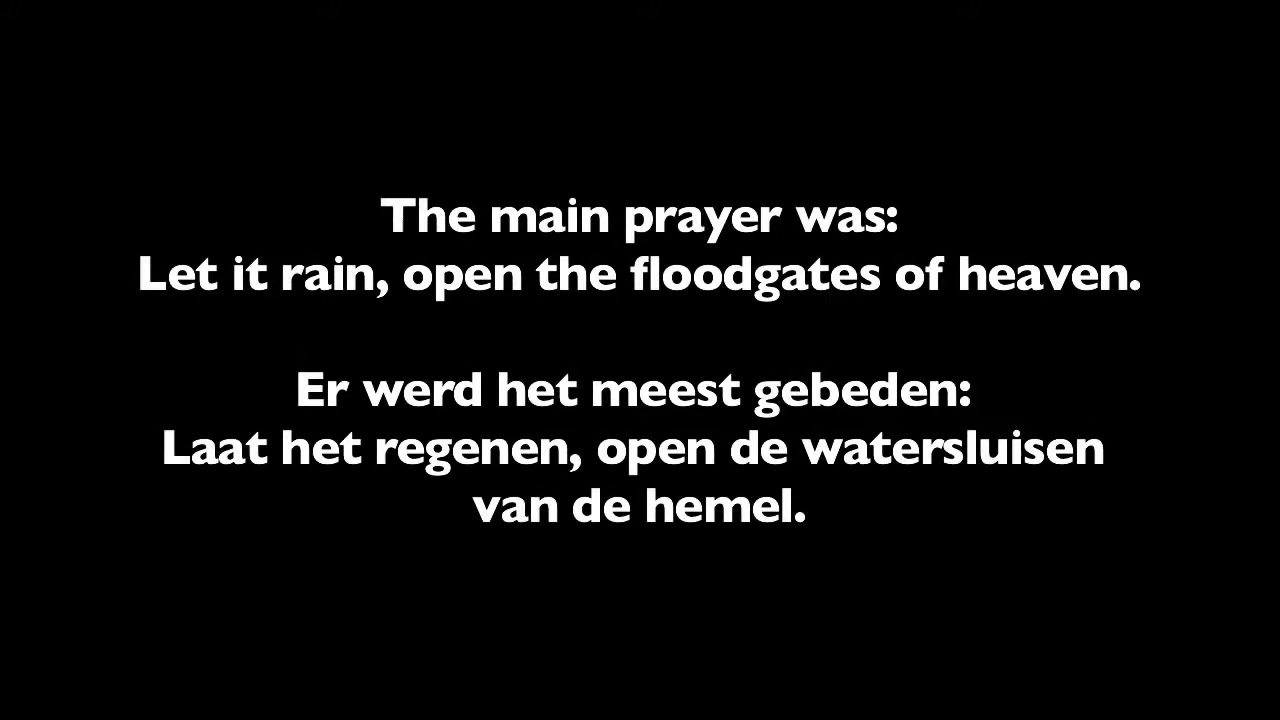 The main prayer was:
Let it rain, open the floodgates of heaven.
Er werd het meest gebeden:
Laat het regenen, open de watersluisen
van de hemel.